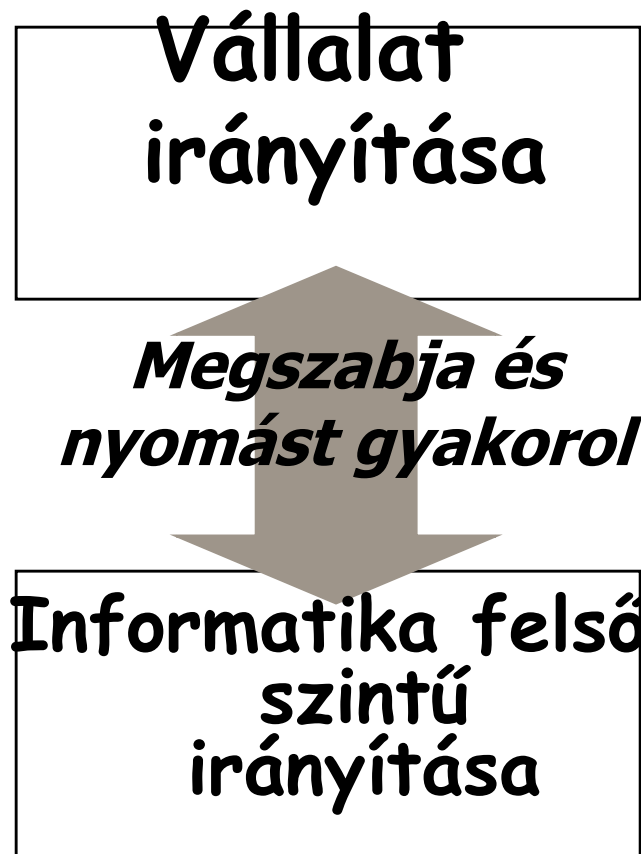 Vállalat
irányítása
Megszabja és
nyomást gyakorol
Informatika felső
szintű
irányítása